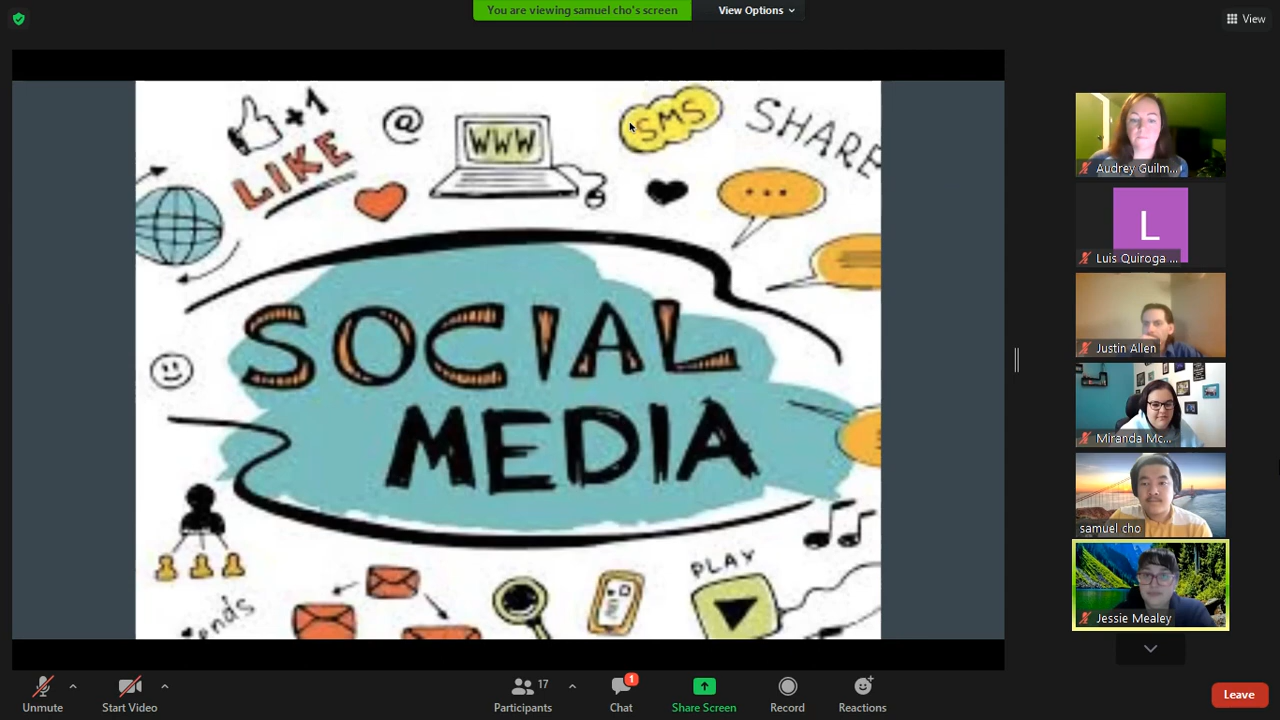 You are viewing samuel cho's screen
View Options
View
+1
LIKE
@
WWW
SMS
SHARE
SOCIAL
MEDIA
PLAY
Audrey Guilm...
L
Luis Quiroga ...
Justin Allen
Miranda Mc...
samuel cho
Jessie Mealey
Unmute
Start Video
17
Participants
1
Chat
Share Screen
Record
Reactions
Leave